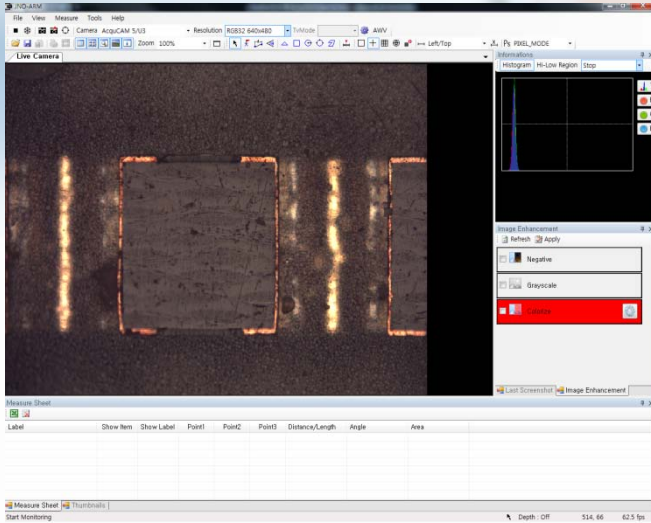 JND-ARM
File View Measure Tools Help
Camera AcquCAM 5/U3 Resolution RGB32 640x480 TvMode AWV
Zoom 100% Left/Top Px PIXEL_MODE
Live Camera
Informations
Histogram Hi-Low Region Stop
Image Enhancement
Refresh Apply
Negative
Grayscale
Colorize
Last Screenshot Image Enhancement
Measure Sheet
Label Show Item Show Label Point1 Point2 Point3 Distance/Length Angle Area
Measure Sheet Thumbnails
Start Monitoring Depth : Off 514, 66 62.5 fps